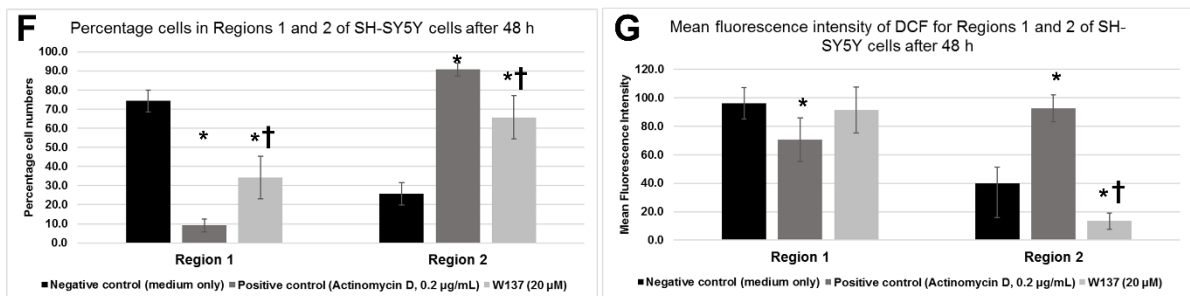 F
Percentage cells in Regions 1 and 2 of SH-SY5Y cells after 48 h
Percentage cell numbers
100.0
90.0
80.0
70.0
60.0
50.0
40.0
30.0
20.0
10.0
0.0
*
*†
*
*†
Region 1
Region 2
Negative control (medium only)
Positive control (Actinomycin D, 0.2 µg/mL)
W137 (20 µM)
G
Mean fluorescence intensity of DCF for Regions 1 and 2 of SH-
SY5Y cells after 48 h
Mean Fluorescence Intensity
120.0
100.0
80.0
60.0
40.0
20.0
0.0
*
*
*†
Region 1
Region 2
Negative control (medium only)
Positive control (Actinomycin D, 0.2 µg/mL)
W137 (20 µM)